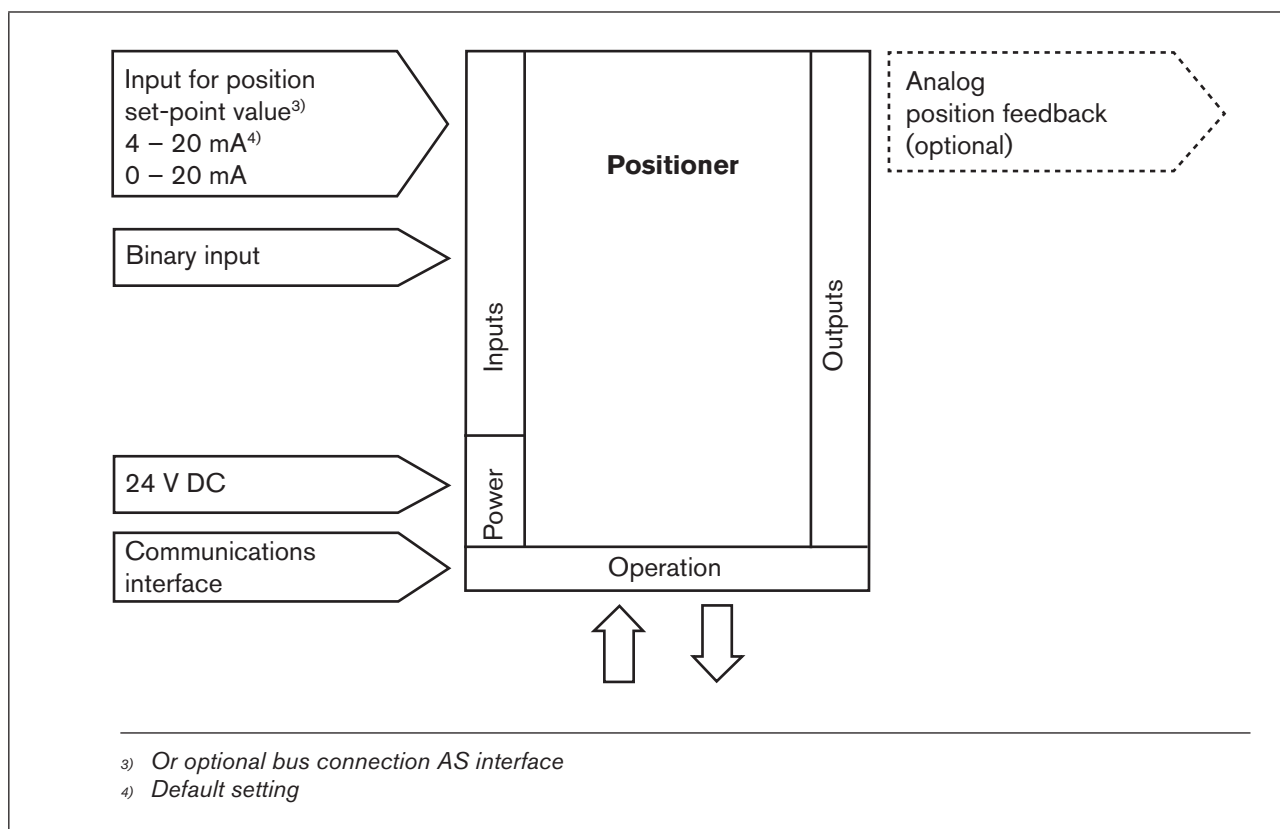 Input for position
set-point value3)
4 – 20 mA4)
0 – 20 mA
Binary input
24 V DC
Communications
interface
Inputs
Power
Positioner
Operation
Outputs
Analog
position feedback
(optional)
3) Or optional bus connection AS interface
4) Default setting